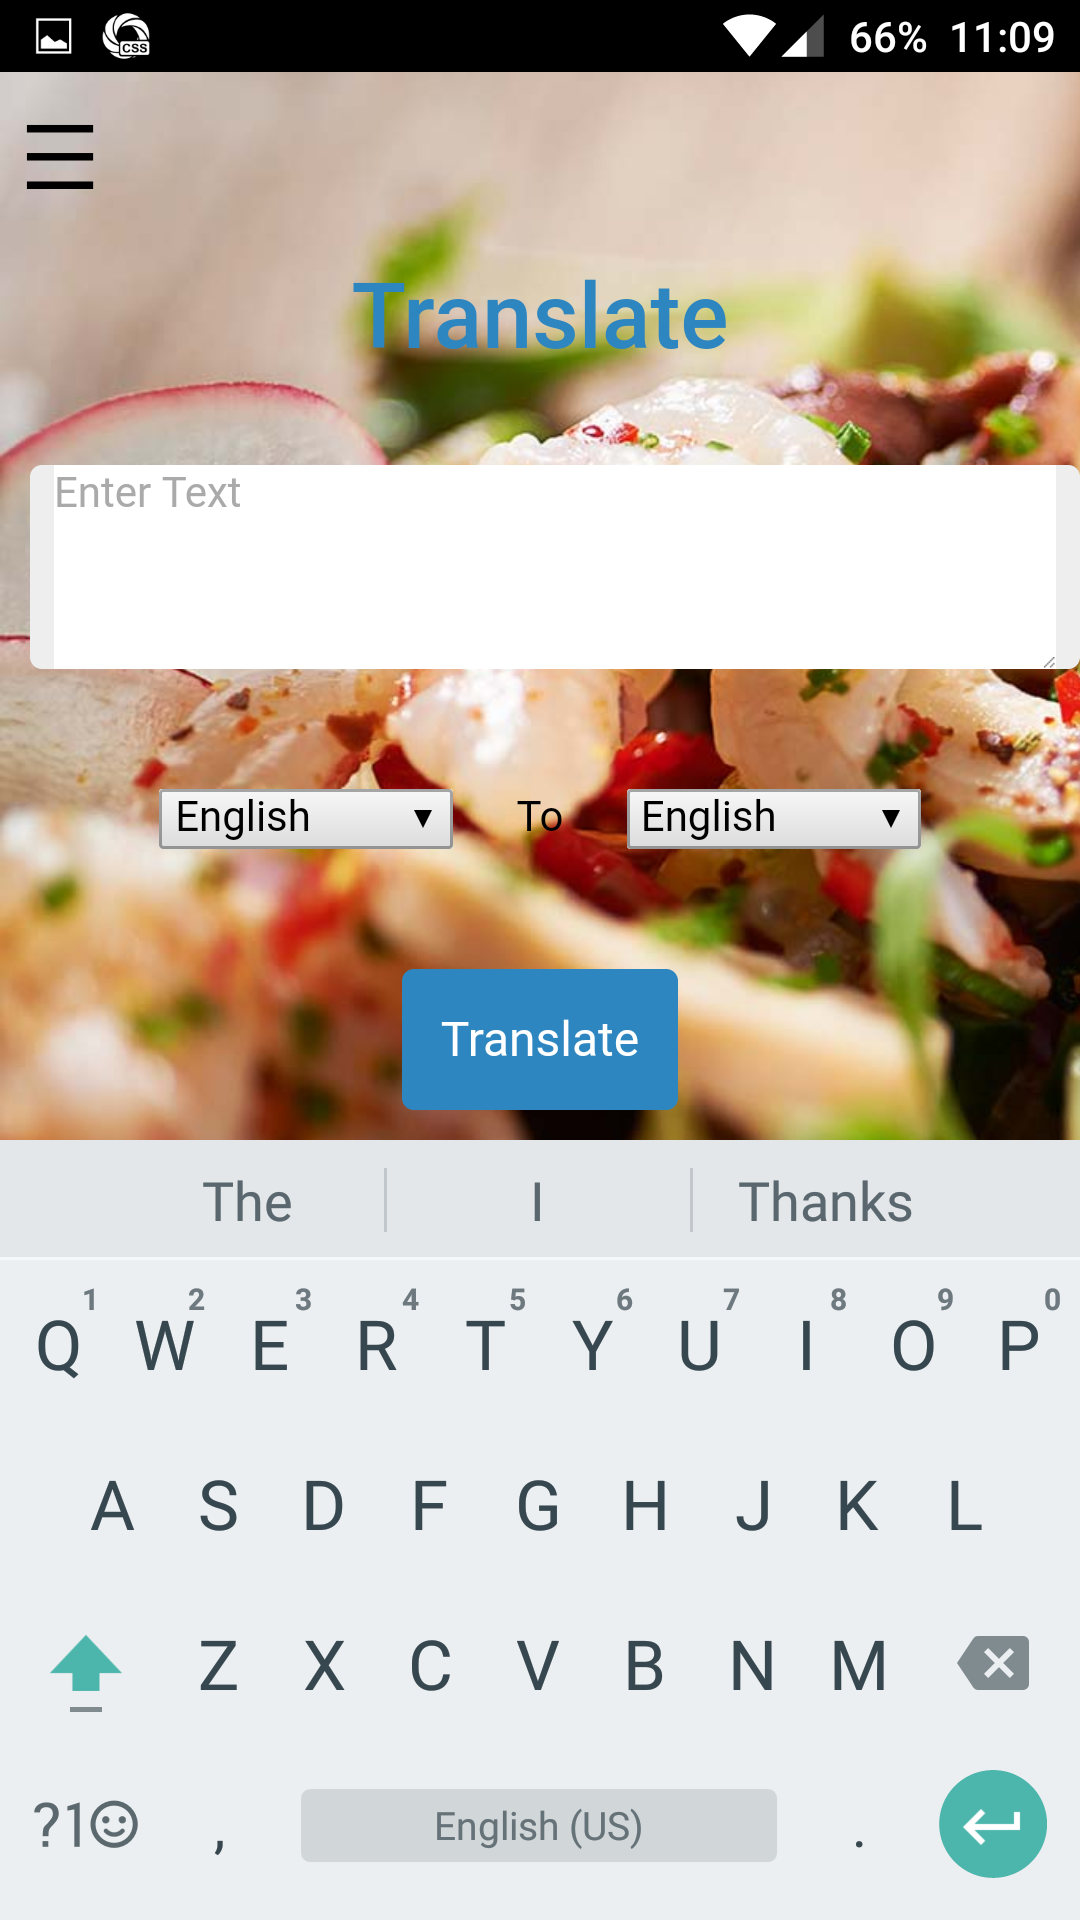 CSS 66% 11:09
Translate
Enter Text
English ▼ To English ▼
Translate
The I Thanks
1 2 3 4 5 6 7 8 9 0
Q W E R T Y U I O P
A S D F G H J K L
Z X C V B N M
?1☺ , English (US) .